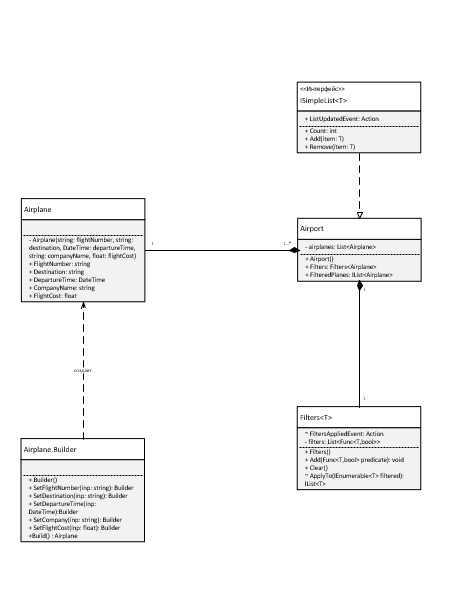 <<Интерфейс>>
ISimpleList<T>
+ ListUpdatedEvent: Action
+ Count: int
+ Add(item: T)
+ Remove(item: T)
Airplane
- Airplane(string: flightNumber, string:
destination, DateTime: departureTime,
string: companyName, float: flightCost)
+ FlightNumber: string
+ Destination: string
+ DepartureTime: DateTime
+ CompanyName: string
+ FlightCost: float
1
1..*
Airport
- airplanes: List<Airplane>
+ Airport()
+ Filters: Filters<Airplane>
+ FilteredPlanes: IList<Airplane>
1
создает
1
Filters<T>
~ FiltersAppliedEvent: Action
- filters: List<Func<T,bool>>
+ Filters()
+ Add(Func<T,bool> predicate): void
+ Clear()
~ ApplyTo(IEnumerable<T> filtered):
IList<T>
Airplane.Builder
+ Builder()
+ SetFlightNumber(inp: string): Builder
+ SetDestination(inp: string): Builder
+ SetDepartureTime(inp:
DateTime):Builder
+ SetCompany(inp: string): Builder
+ SetFlightCost(inp: float): Builder
+Build() : Airplane